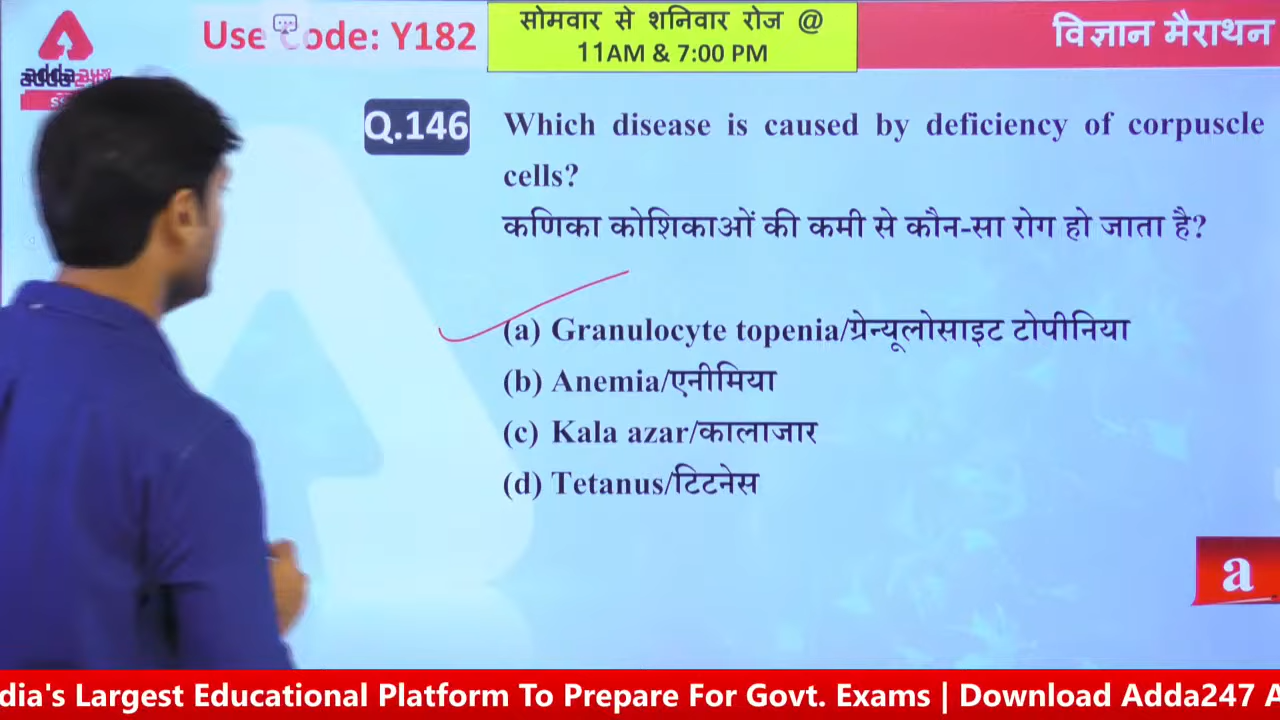 Use Code: Y182
सोमवार से शनिवार रोज @
11AM & 7:00 PM
विज्ञान मैराथन
Q.146
Which disease is caused by deficiency of corpuscle
cells?
कणिका कोशिकाओं की कमी से कौन-सा रोग हो जाता है?
(a) Granulocyte topenia/ग्रेन्यूलोसाइट टोपीनिया
(b) Anemia/एनीमिया
(c) Kala azar/कालाजार
(d) Tetanus/टिटनेस
a
dia's Largest Educational Platform To Prepare For Govt. Exams | Download Adda247 A